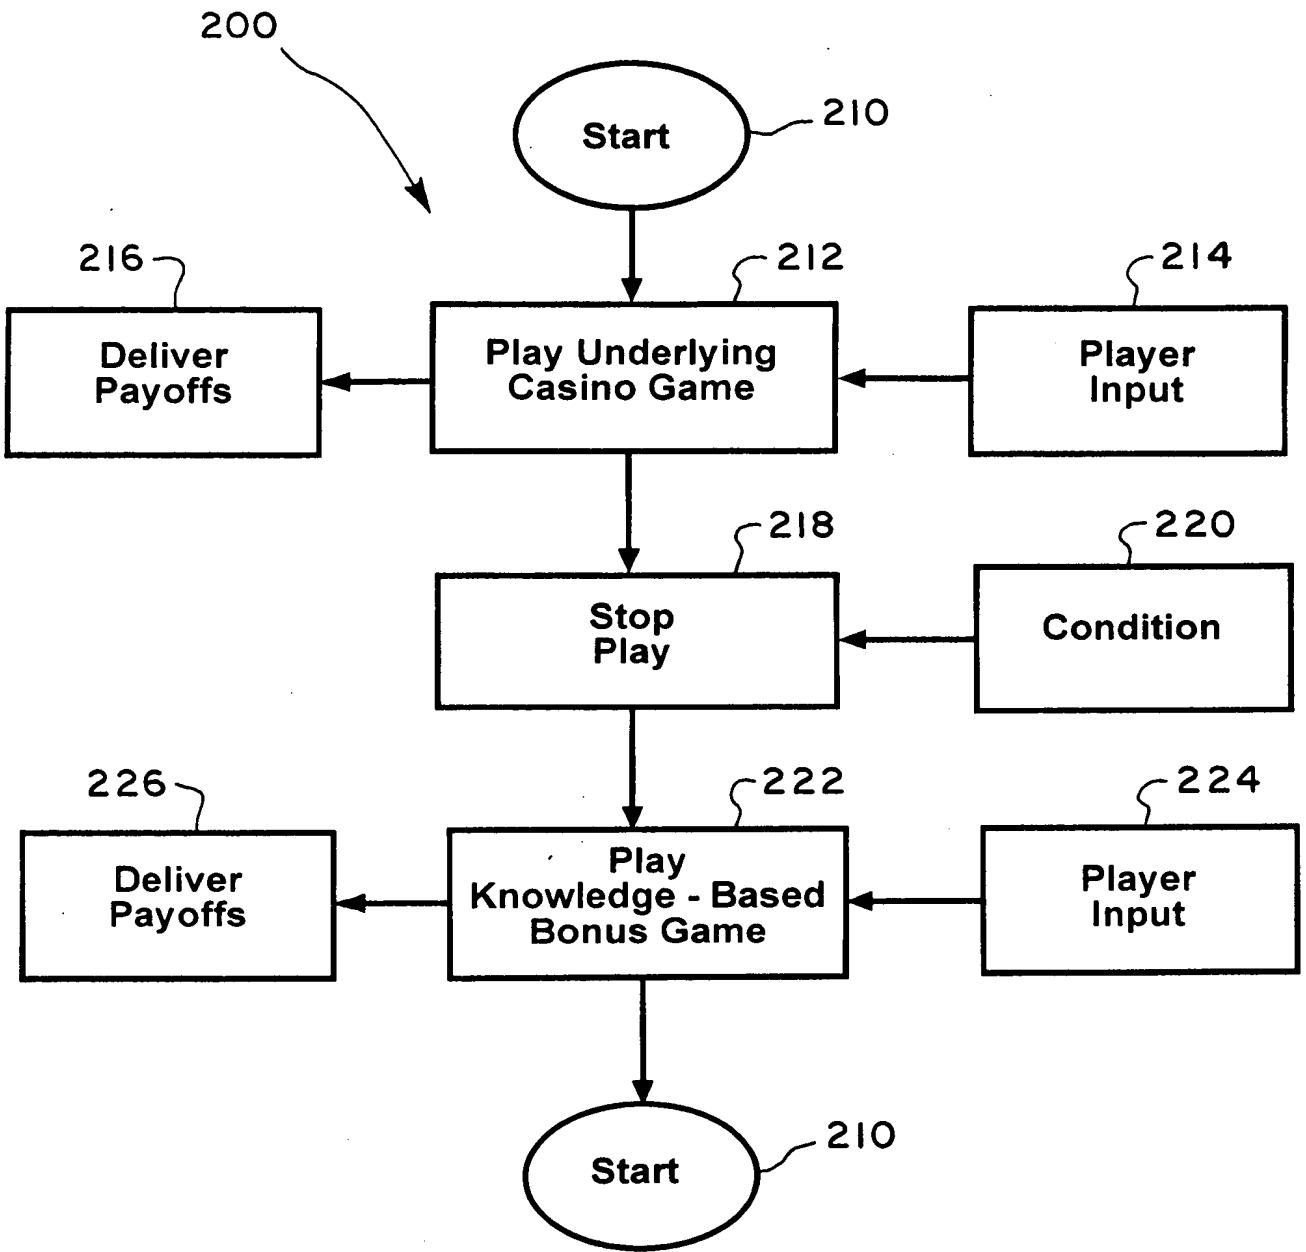 200
Start
210
216
212
214
Deliver
Payoffs
Play Underlying
Casino Game
Player
Input
218
220
Stop
Play
Condition
226
222
224
Deliver
Payoffs
Play
Knowledge - Based
Bonus Game
Player
Input
Start
210